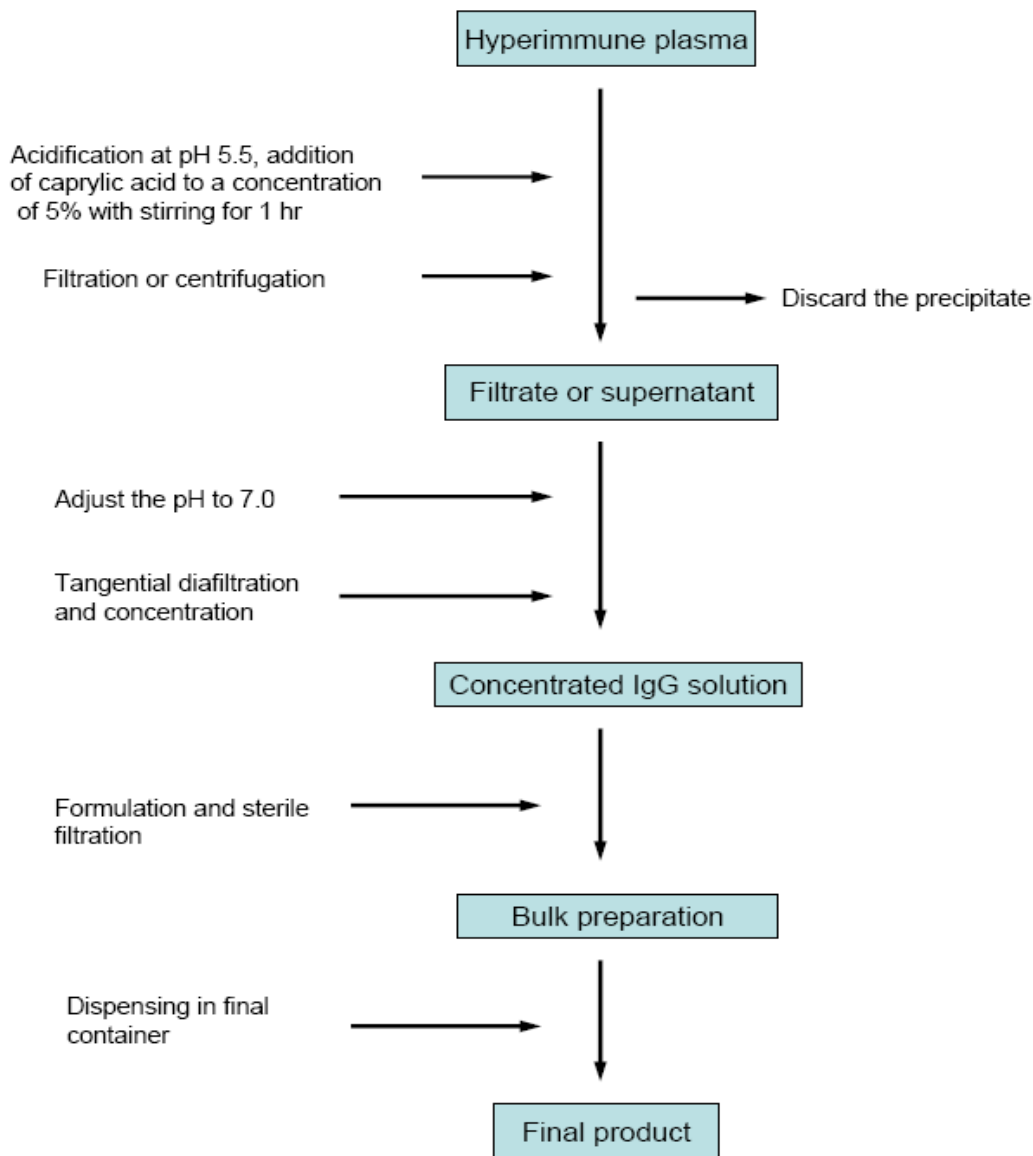 Hyperimmune plasma
Acidification at pH 5.5, addition
of caprylic acid to a concentration
of 5% with stirring for 1 hr
Filtration or centrifugation
Discard the precipitate
Filtrate or supernatant
Adjust the pH to 7.0
Tangential diafiltration
and concentration
Concentrated IgG solution
Formulation and sterile
filtration
Bulk preparation
Dispensing in final
container
Final product